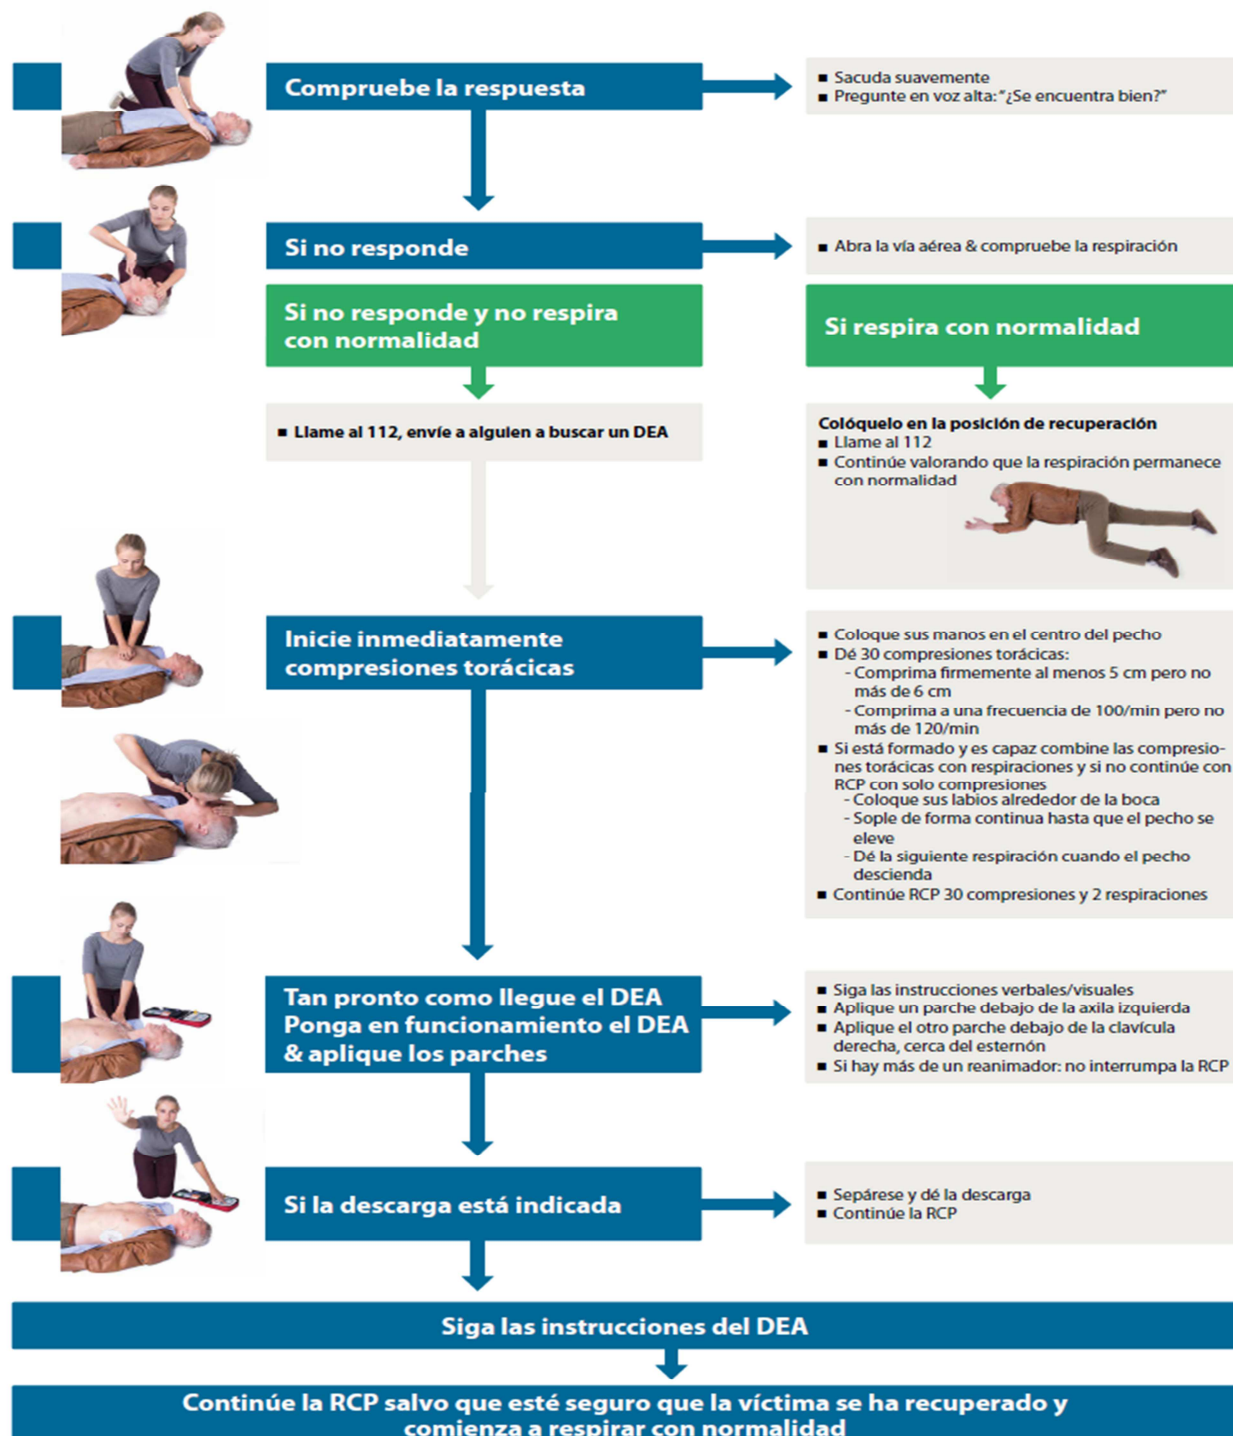 Compruebe la respuesta
■ Sacuda suavemente
■ Pregunte en voz alta: "¿Se encuentra bien?"
Si no responde
■ Abra la vía aérea & compruebe la respiración
Si no responde y no respira
con normalidad
■ Llame al 112, envíe a alguien a buscar un DEA
Si respira con normalidad
Colóquelo en la posición de recuperación
■ Llame al 112
■ Continúe valorando que la respiración permanece
con normalidad
Inicie inmediatamente
compresiones torácicas
■ Coloque sus manos en el centro del pecho
■ Dé 30 compresiones torácicas:
- Comprima firmemente al menos 5 cm pero no
más de 6 cm
- Comprima a una frecuencia de 100/min pero no
más de 120/min
■ Si está formado y es capaz combine las compresio-
nes torácicas con respiraciones y si no continúe con
RCP con solo compresiones
- Coloque sus labios alrededor de la boca
- Sople de forma continua hasta que el pecho se
eleve
- Dé la siguiente respiración cuando el pecho
descienda
■ Continúe RCP 30 compresiones y 2 respiraciones
Tan pronto como llegue el DEA
Ponga en funcionamiento el DEA
& aplique los parches
■ Siga las instrucciones verbales/visuales
■ Aplique un parche debajo de la axila izquierda
■ Aplique el otro parche debajo de la clavícula
derecha, cerca del esternón
■ Si hay más de un reanimador: no interrumpa la RCP
Si la descarga está indicada
■ Sepárese y dé la descarga
■ Continúe la RCP
Siga las instrucciones del DEA
Continúe la RCP salvo que esté seguro que la víctima se ha recuperado y
comienza a respirar con normalidad